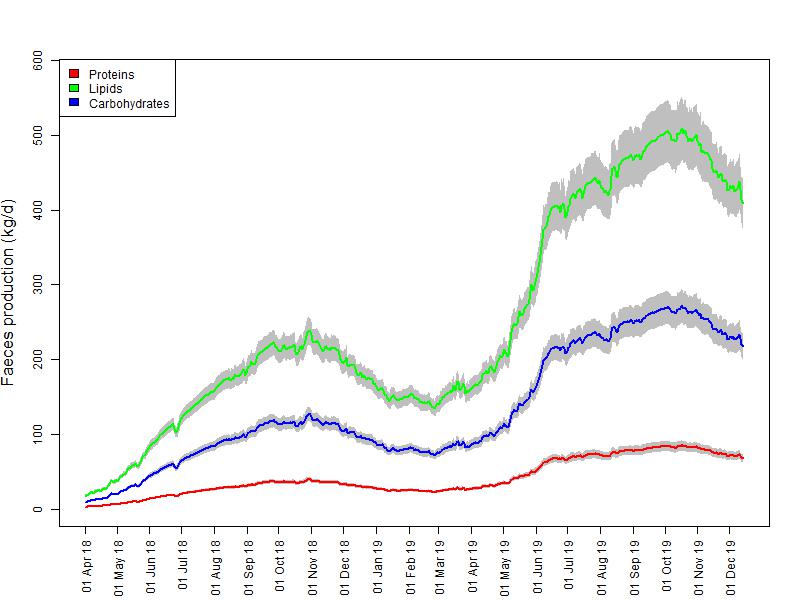 Proteins
Lipids
Carbohydrates
Faeces production (kg/d)
600
500
400
300
200
100
0
01 Apr 18
01 May 18
01 Jun 18
01 Jul 18
01 Aug 18
01 Sep 18
01 Oct 18
01 Nov 18
01 Dec 18
01 Jan 19
01 Feb 19
01 Mar 19
01 Apr 19
01 May 19
01 Jun 19
01 Jul 19
01 Aug 19
01 Sep 19
01 Oct 19
01 Nov 19
01 Dec 19